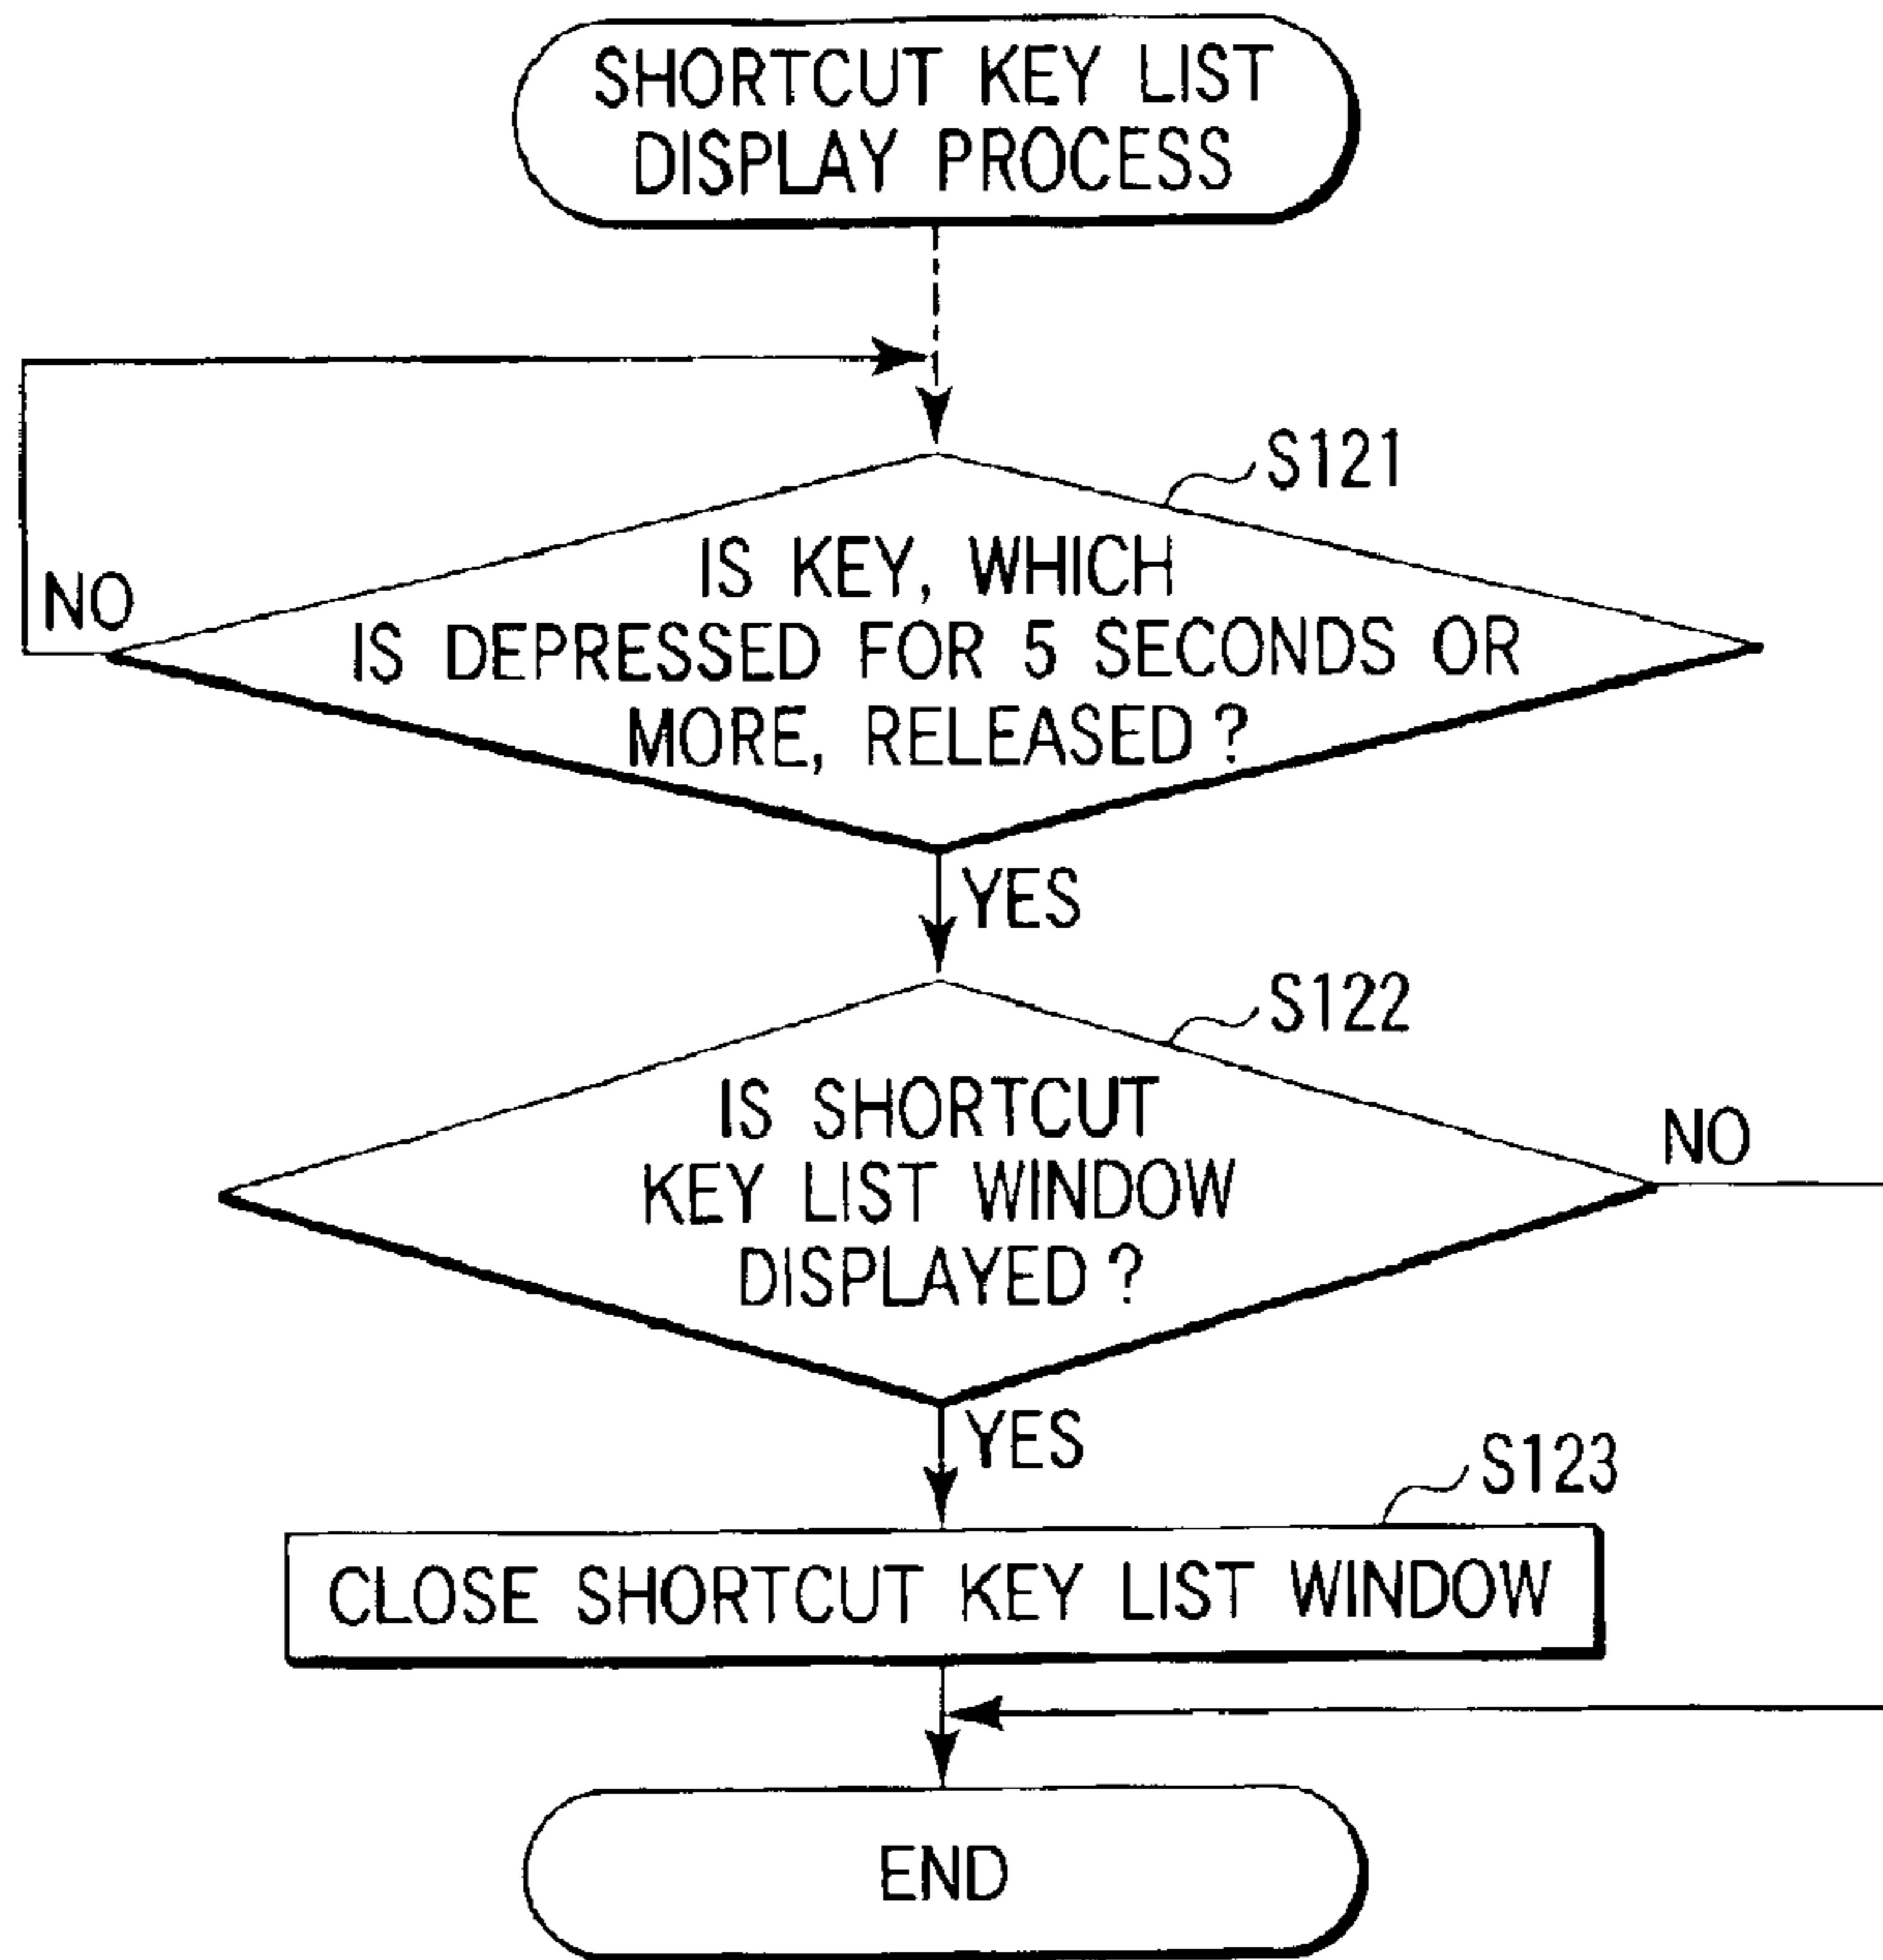 SHORTCUT KEY LIST
DISPLAY PROCESS
S121
IS KEY, WHICH
NO
IS DEPRESSED FOR 5 SECONDS OR
MORE, RELEASED?
YES
S122
IS SHORTCUT
NO
KEY LIST WINDOW
DISPLAYED?
YES
S123
CLOSE SHORTCUT KEY LIST WINDOW
END